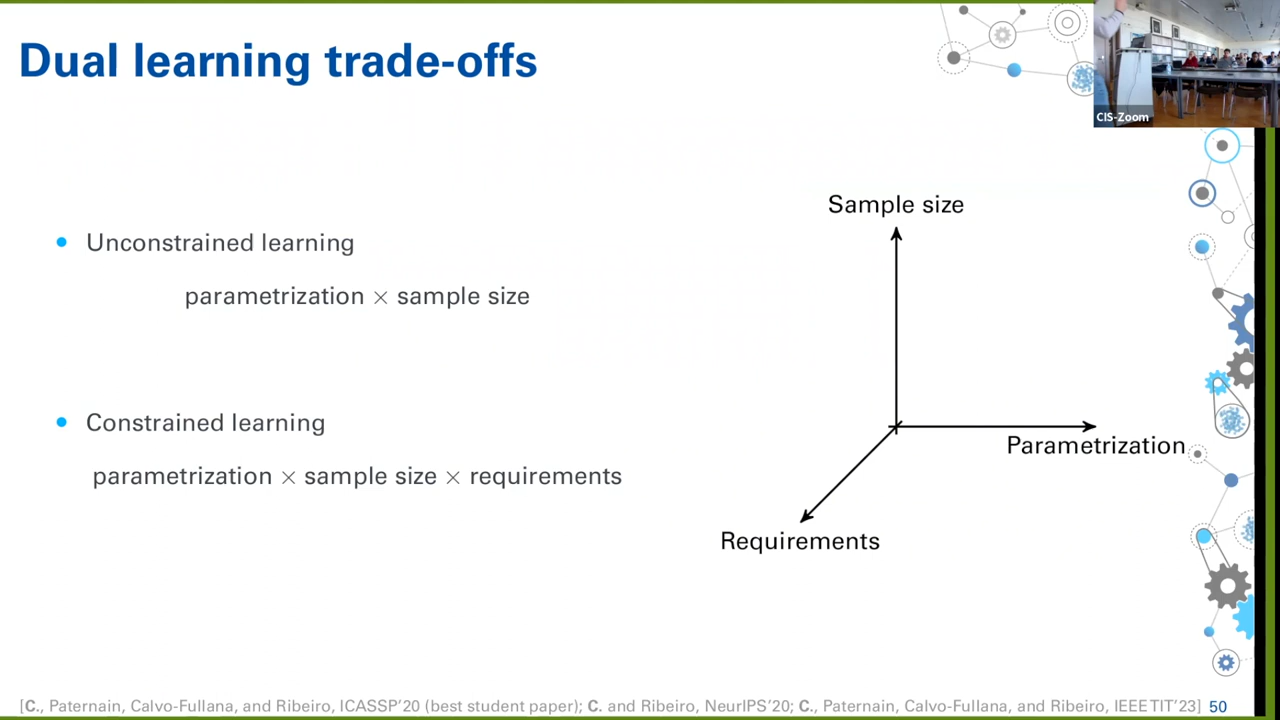 Dual learning trade-offs
CIS-Zoom
• Unconstrained learning
parametrization × sample size
• Constrained learning
parametrization × sample size × requirements
Sample size
Parametrization
Requirements
[C., Paternain, Calvo-Fullana, and Ribeiro, ICASSP'20 (best student paper); C. and Ribeiro, NeurIPS'20; C., Paternain, Calvo-Fullana, and Ribeiro, IEEE TIT'23]
50